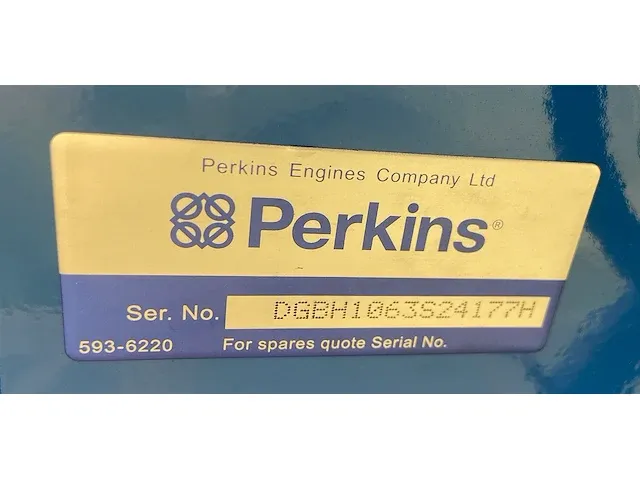 Perkins Engines Company Ltd
Perkins®
Ser. No. DGBH1063S24177H
593-6220 For spares quote Serial No.